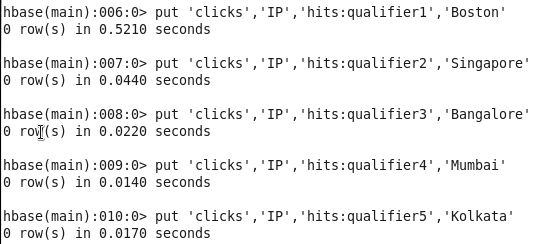 hbase(main):006:0> put 'clicks','IP','hits:qualifier1','Boston'
0 row(s) in 0.5210 seconds
hbase(main):007:0> put 'clicks','IP','hits:qualifier2','Singapore'
0 row(s) in 0.0440 seconds
hbase(main):008:0> put 'clicks','IP','hits:qualifier3','Bangalore'
0 row(s) in 0.0220 seconds
hbase(main):009:0> put 'clicks','IP','hits:qualifier4','Mumbai'
0 row(s) in 0.0140 seconds
hbase(main):010:0> put 'clicks','IP','hits:qualifier5','Kolkata'
0 row(s) in 0.0170 seconds